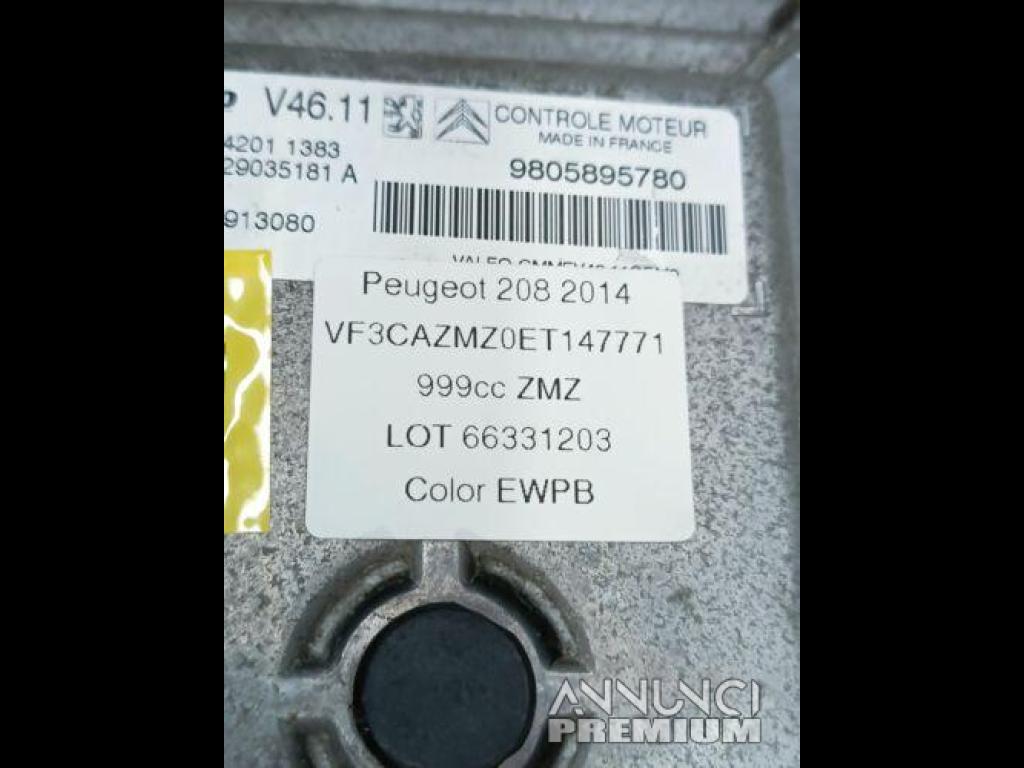 V46.11 CONTROLE MOTEUR
MADE IN FRANCE
4201 1383
29035181 A
9805895780
913080
Peugeot 208 2014
VF3CAZMZ0ET147771
999cc ZMZ
LOT 66331203
Color EWPB
ANNUNCI
PREMIUM